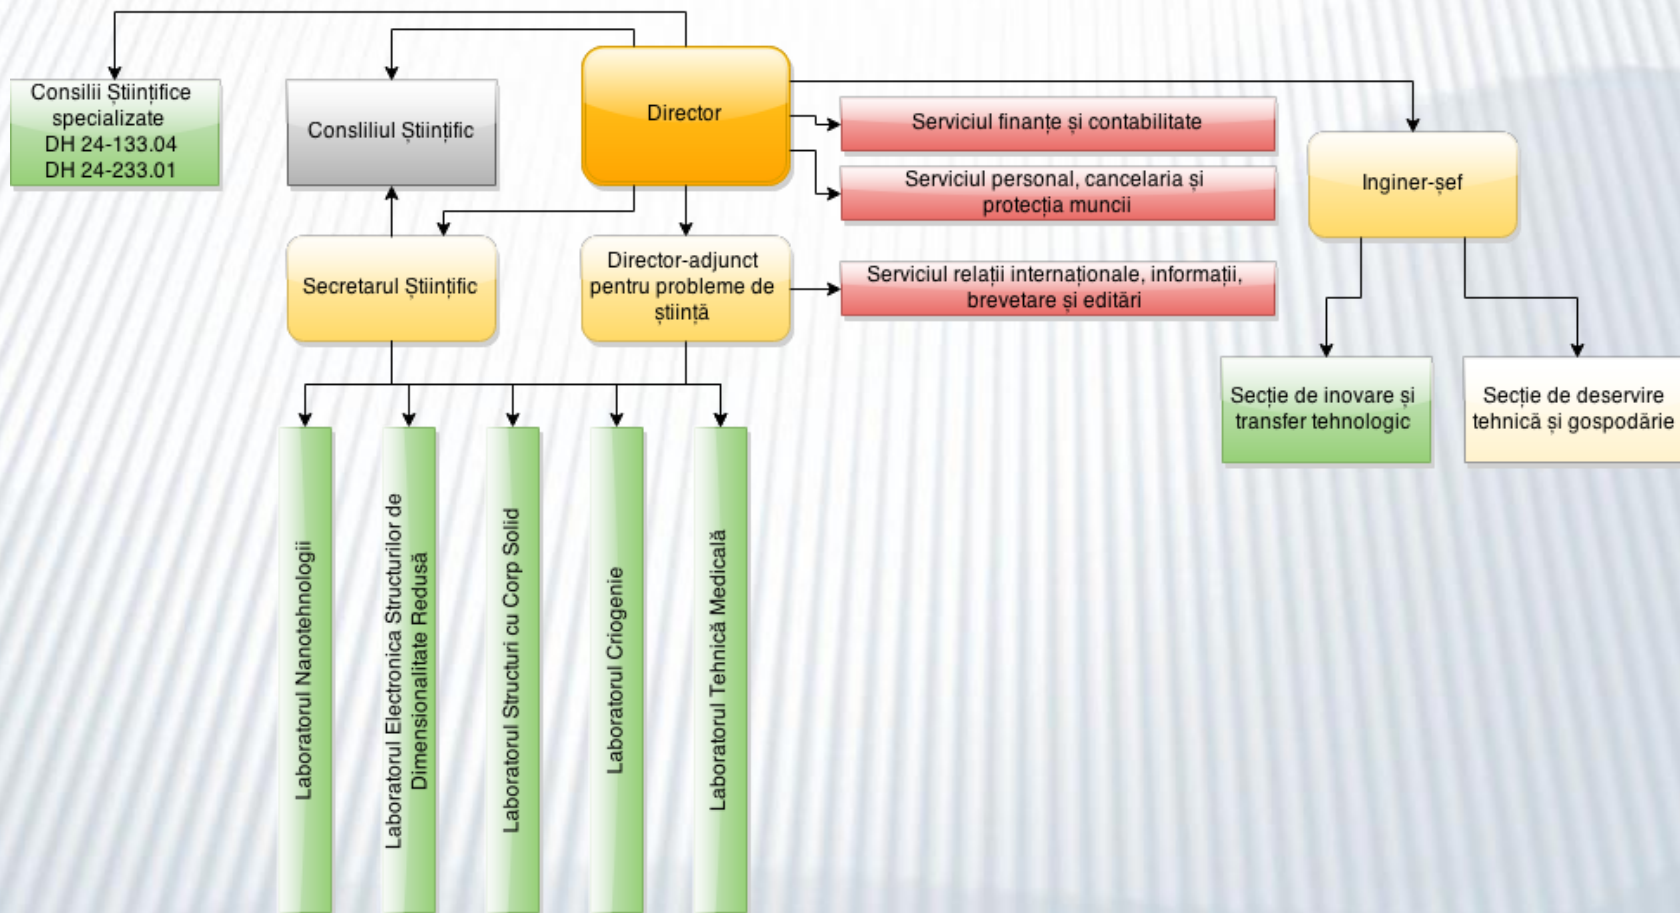 Consilii Științifice
specializate
DH 24-133.04
DH 24-233.01
Consliliul Științific
Director
Serviciul finanțe și contabilitate
Serviciul personal, cancelaria și
protecția muncii
Inginer-șef
Secretarul Științific
Director-adjunct
pentru probleme de
știință
Serviciul relații internaționale, informații,
brevetare și editări
Secție de inovare și
transfer tehnologic
Secție de deservire
tehnică și gospodărie
Laboratorul Nanotehnologii
Laboratorul Electronica Structurilor de
Dimensionalitate Redusă
Laboratorul Structuri cu Corp Solid
Laboratorul Criogenie
Laboratorul Tehnică Medicală